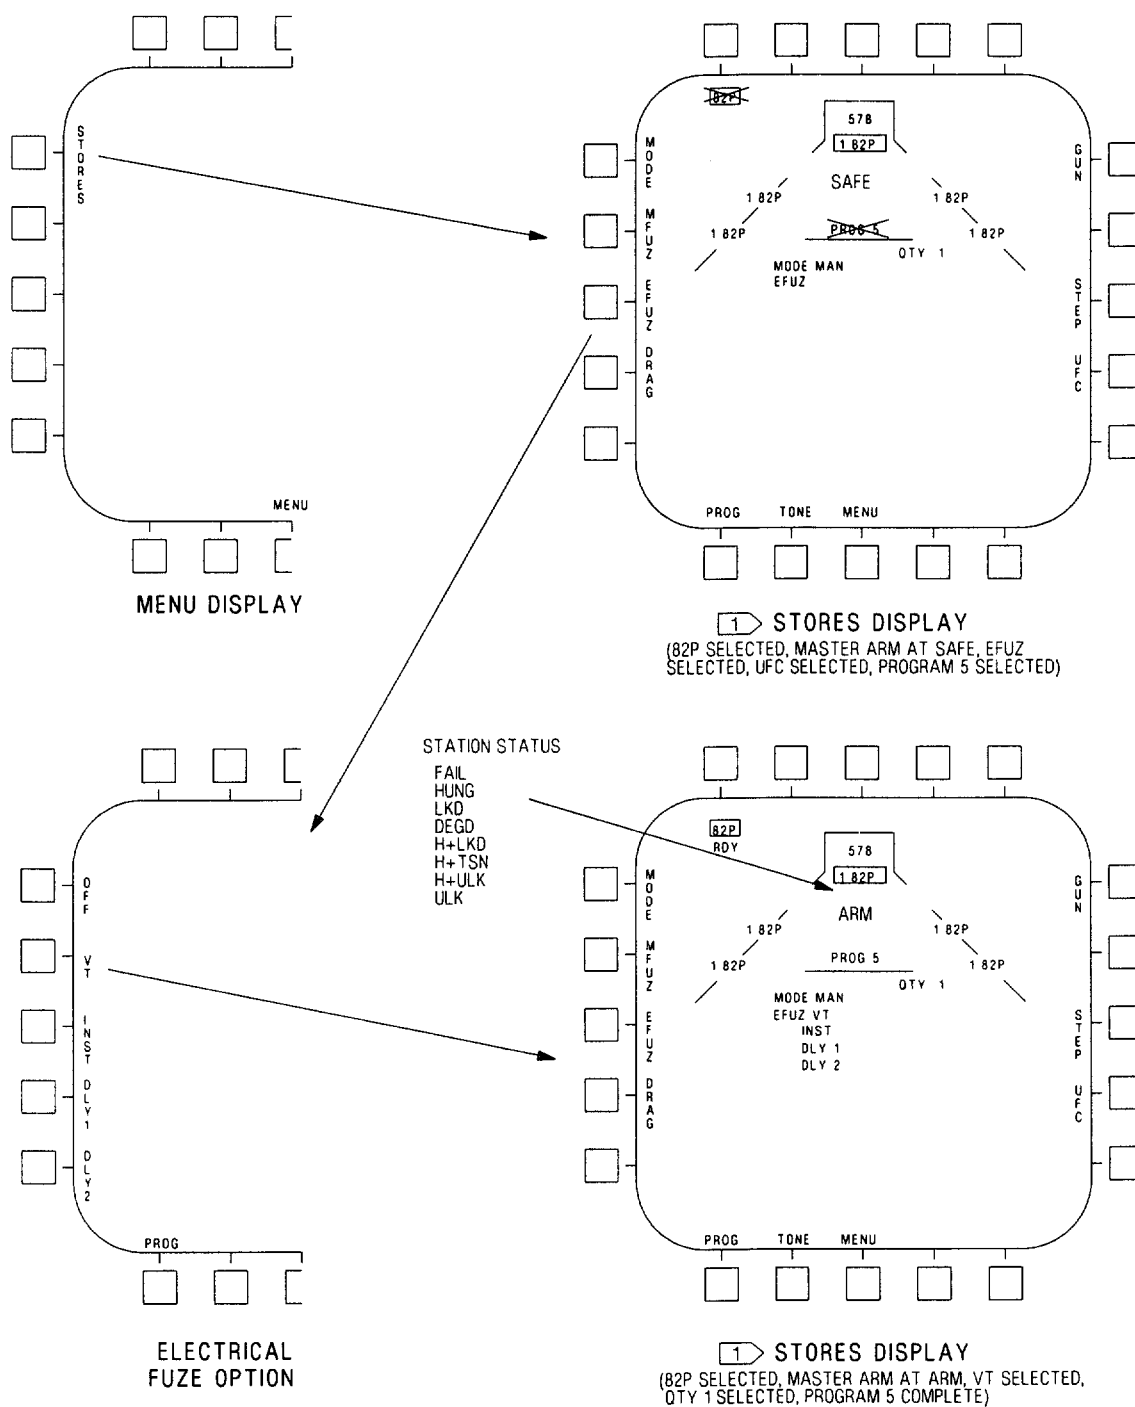 STORES
MENU
MENU DISPLAY
82P
578
1 82P
SAFE
1 82P
1 82P
1 82P
1 82P
PROG 5
QTY 1
MODE MAN
EFUZ
MODE
MFUZ
EFUZ
DRAG
GUN
STEP
UFC
PROG TONE MENU
1 STORES DISPLAY
(82P SELECTED, MASTER ARM AT SAFE, EFUZ
SELECTED, UFC SELECTED, PROGRAM 5 SELECTED)
STATION STATUS
FAIL
HUNG
LKD
DEGD
H+LKD
H+TSN
H+ULK
ULK
OFF
VT
INST
DLY1
DLY2
PROG
ELECTRICAL
FUZE OPTION
82P
RDY
578
1 82P
ARM
1 82P
1 82P
1 82P
1 82P
PROG 5
QTY 1
MODE MAN
EFUZ VT
INST
DLY 1
DLY 2
MODE
MFUZ
EFUZ
DRAG
GUN
STEP
UFC
PROG TONE MENU
1 STORES DISPLAY
(82P SELECTED, MASTER ARM AT ARM, VT SELECTED,
QTY 1 SELECTED, PROGRAM 5 COMPLETE)